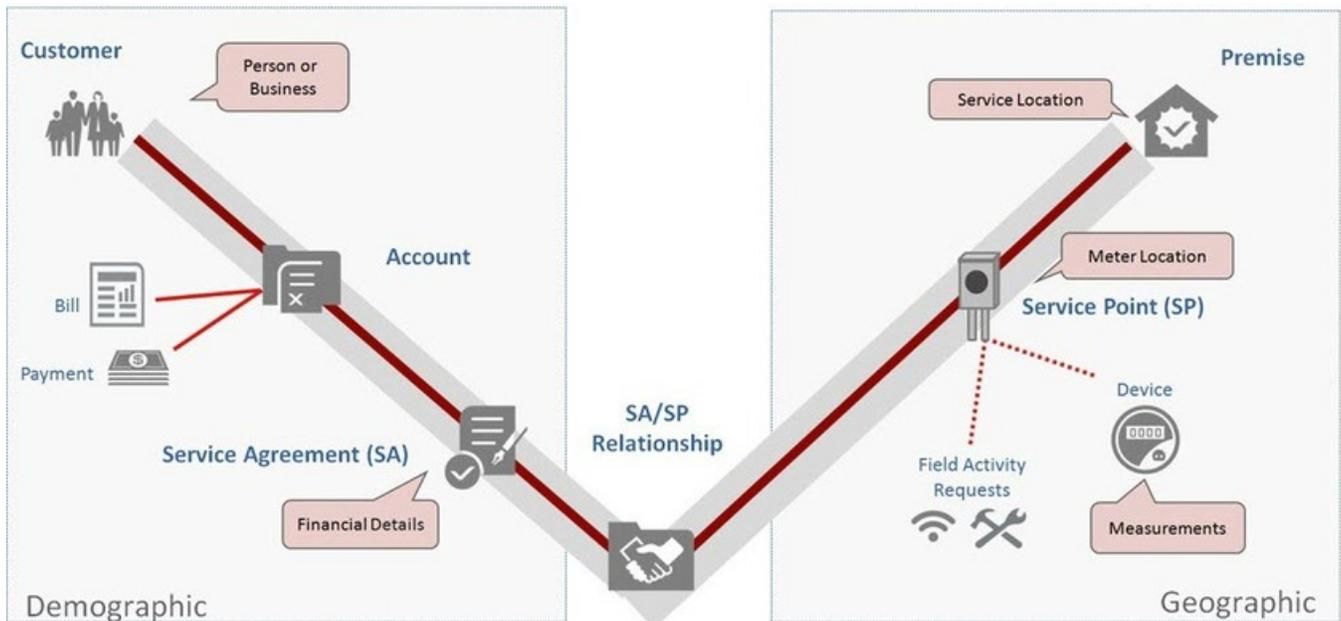 Customer
Person or
Business
Account
Bill
Payment
Service Agreement (SA)
Financial Details
Demographic
SA/SP
Relationship
Premise
Service Location
Meter Location
Service Point (SP)
Device
0000
Field Activity
Requests
Measurements
Geographic